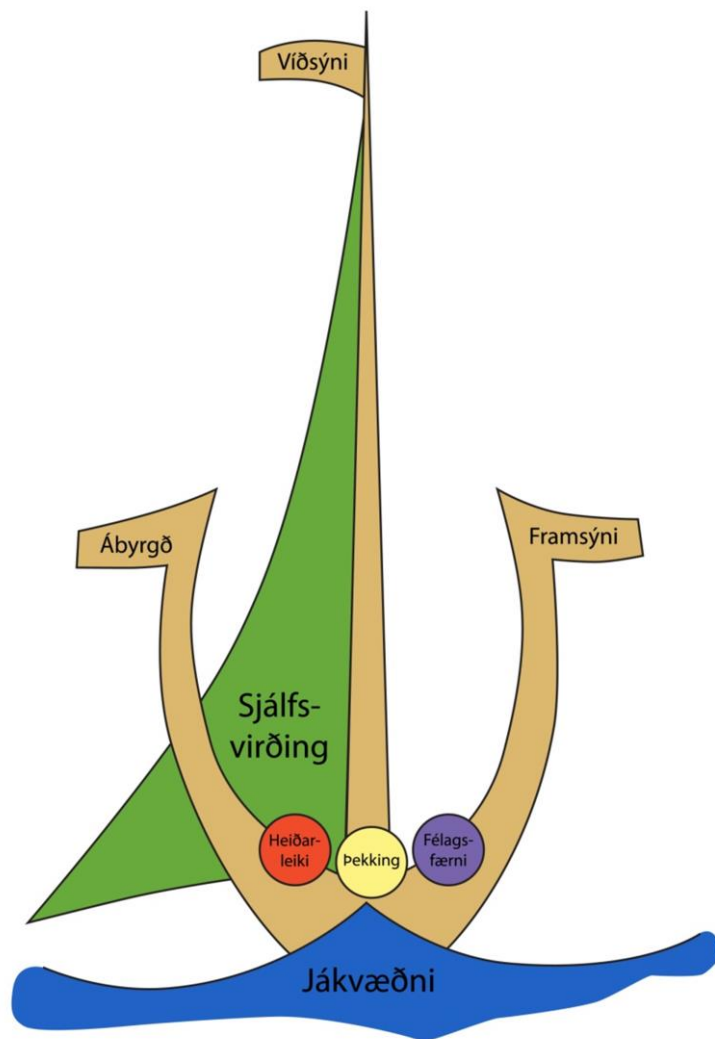 Víðsýni
Ábyrgð
Framsýni
Sjálfs-
virðing
Heiðar-
leiki
Þekking
Félags-
færni
Jákvæðni